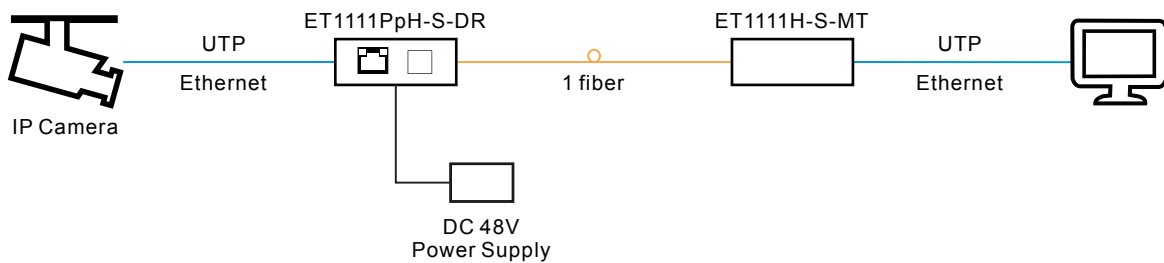 ET1111PpH-S-DR
ET1111H-S-MT
UTP
UTP
Ethernet
1 fiber
Ethernet
IP Camera
DC 48V
Power Supply